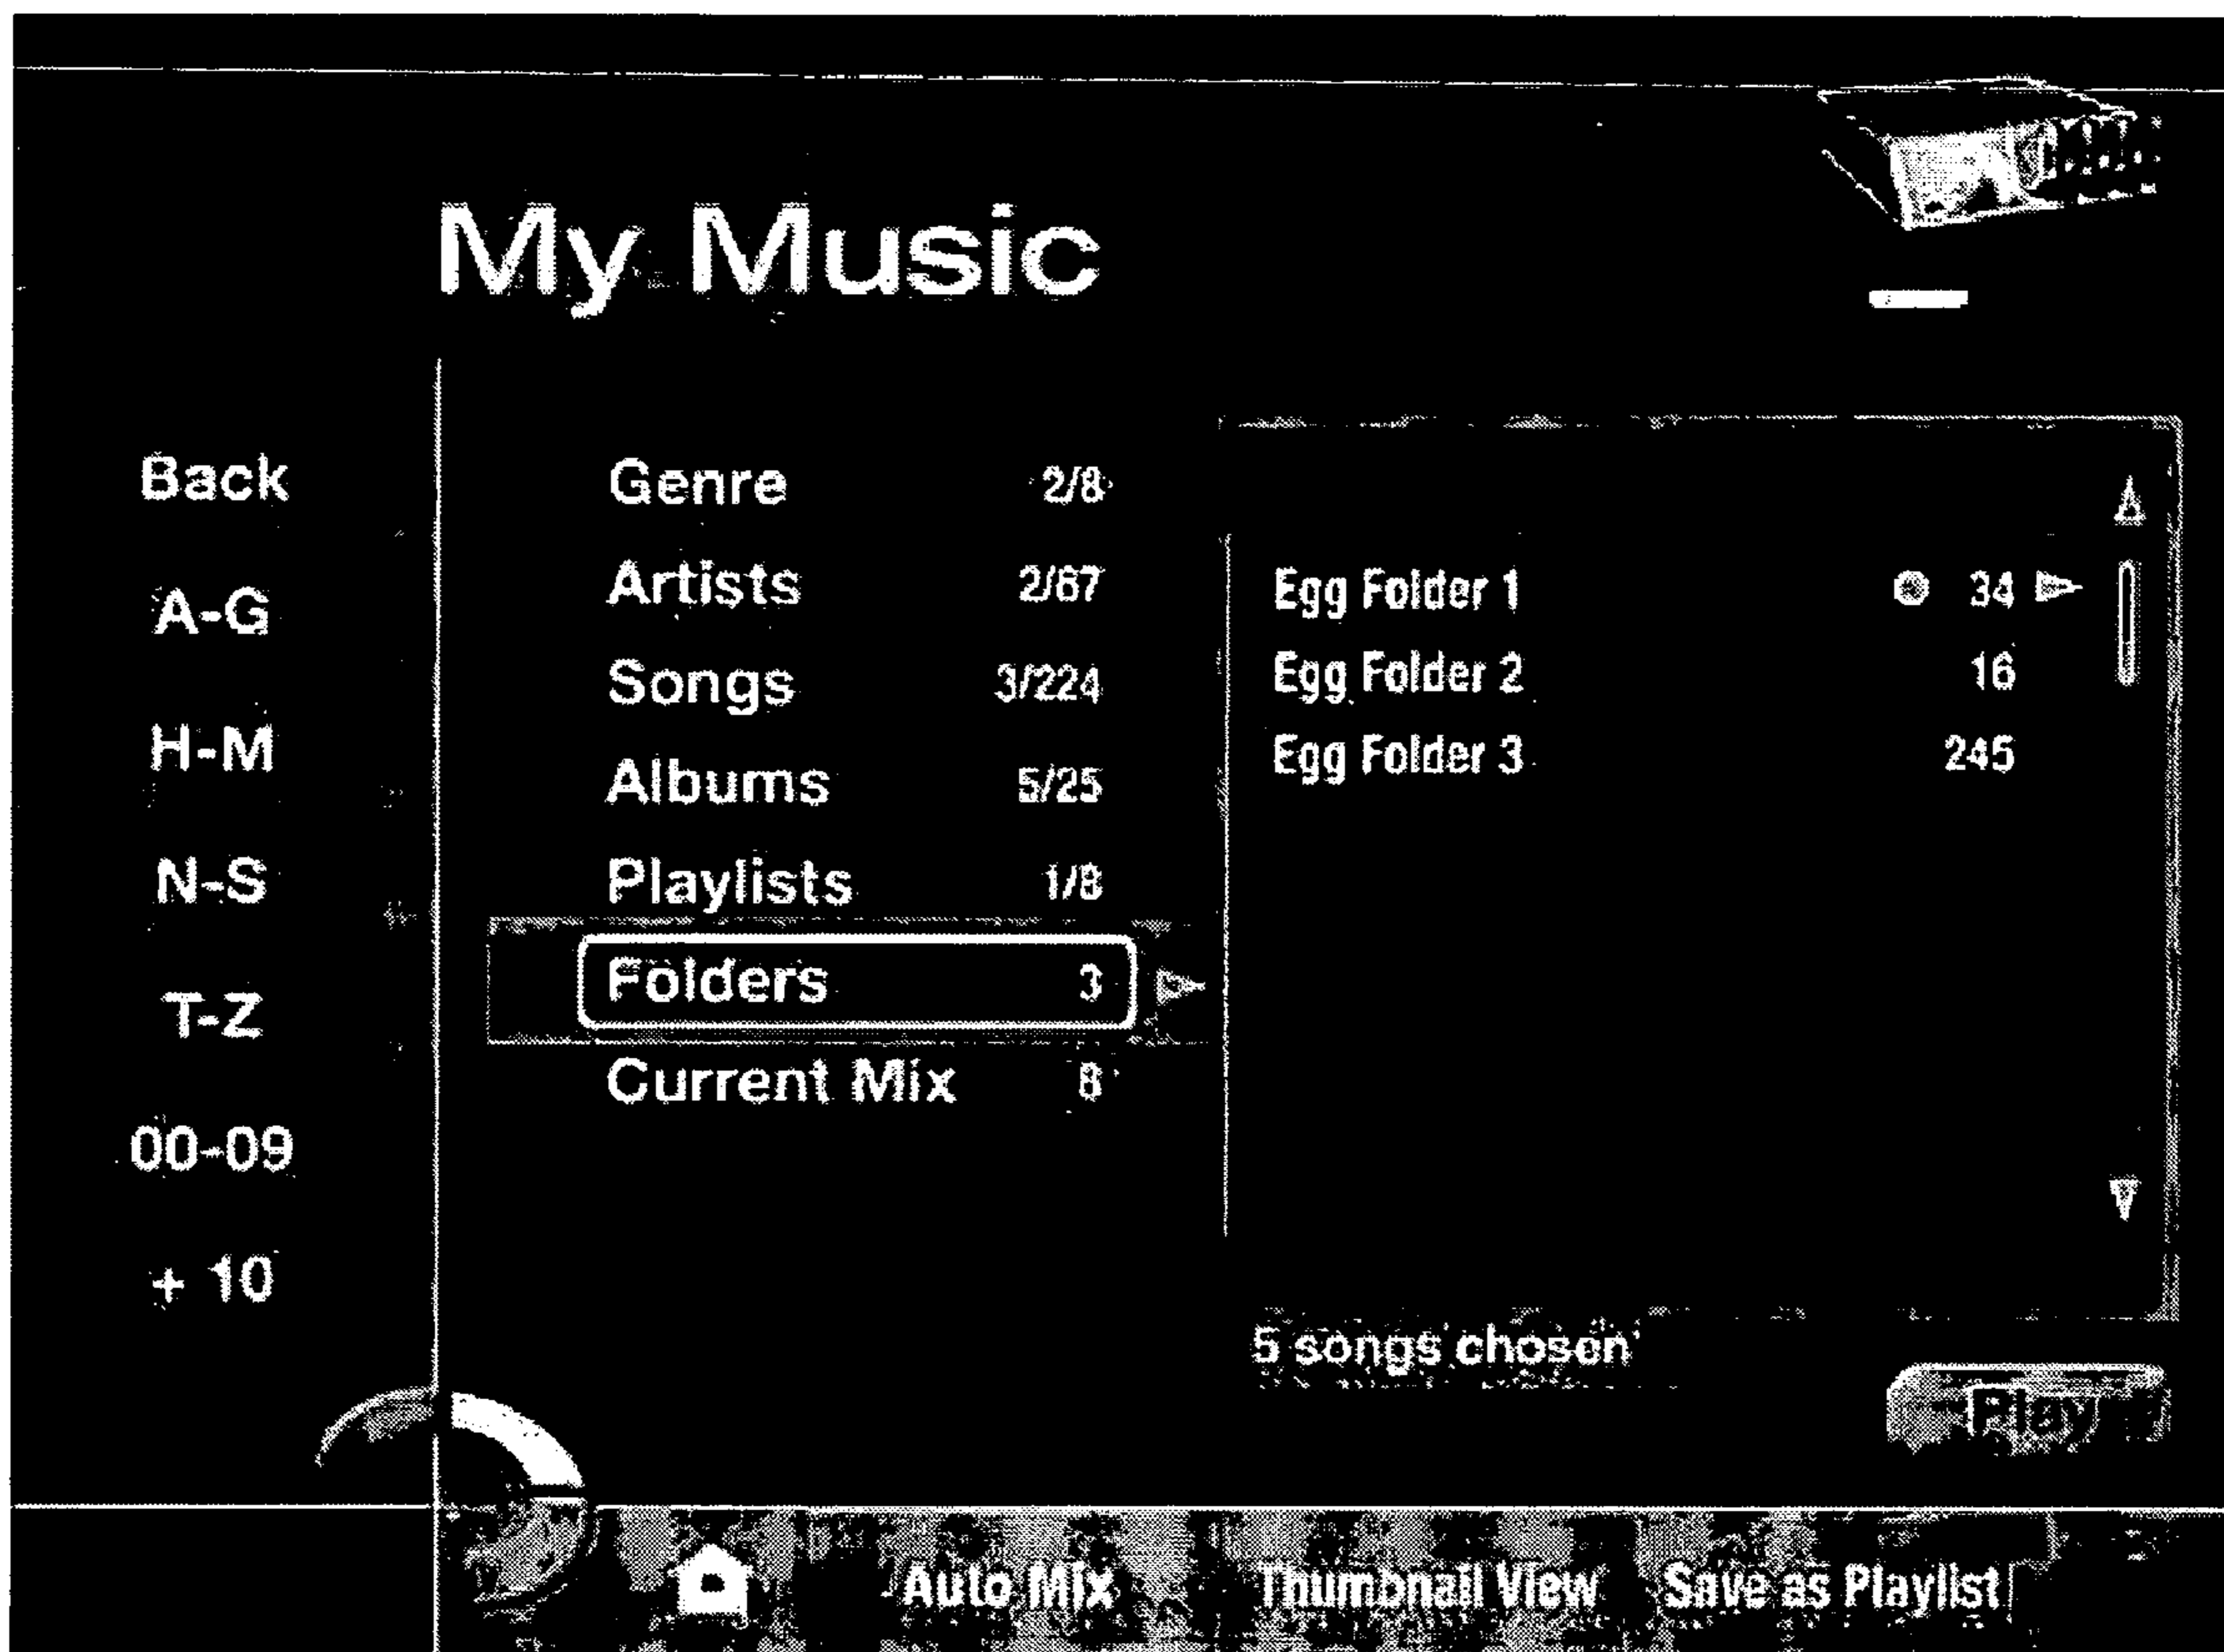 My Music
Back
A-G
H-M
N-S
T-Z
00-09
+ 10
Genre 2/8
Artists 2/67
Songs 3/224
Albums 5/25
Playlists 1/8
Folders 3
Current Mix 8
Egg Folder 1 34
Egg Folder 2 16
Egg Folder 3 245
5 songs chosen
Play
Auto Mix Thumbnail View Save as Playlist